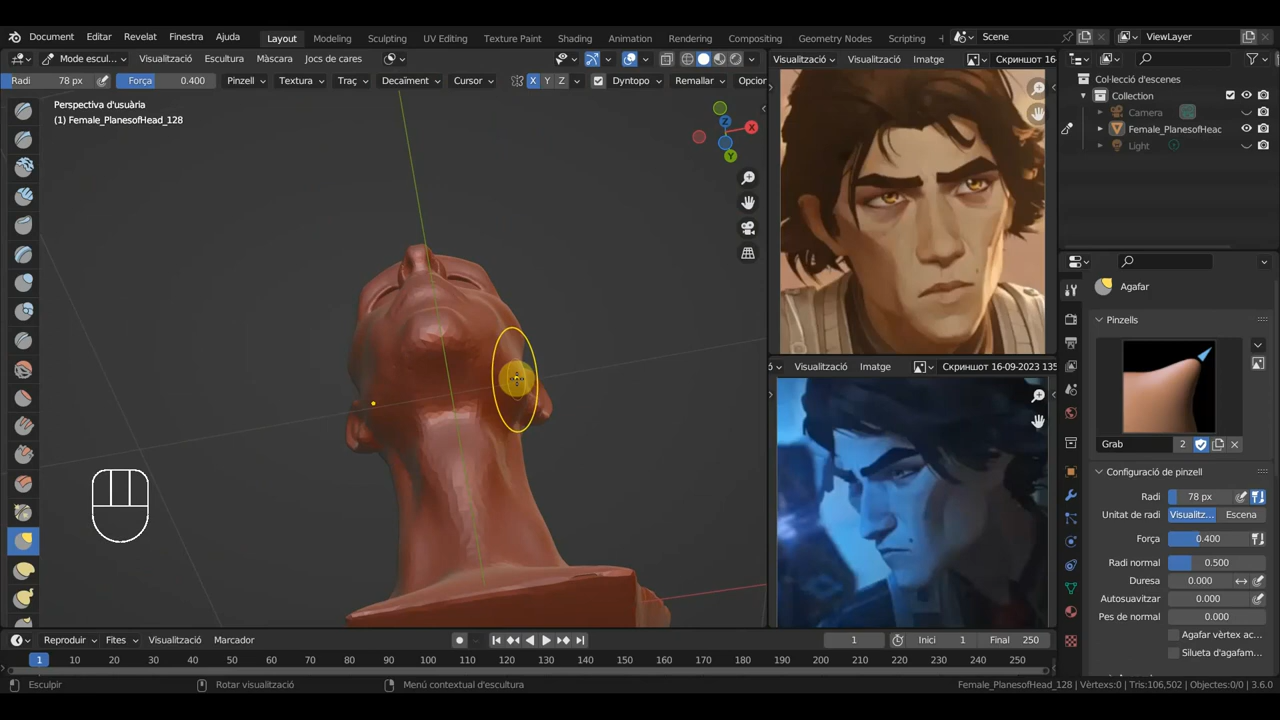 Document Editar Revelat Finestra Ajuda Layout Modeling Sculpting UV Editing Texture Paint Shading Animation Rendering Compositing Geometry Nodes Scripting Scene ViewLayer
Mode escul... Visualització Escultura Màscara Jocs de cares
Visualització Visualització Imatge Скриншот
Radi 78 px Força 0.400 Pinzell Textura Traç Decaïment Cursor X Y Z Dyntopo Remallar Opcior
Perspectiva d'usuària
(1) Female_PlanesofHead_128
X
Z
Y
Col·lecció d'escenes
Collection
Camera
Female_PlanesofHeac
Light
Agafar
Pinzells
Grab 2
Configuració de pinzell
Radi 78 px
Unitat de radi Visualitz... Escena
Força 0.400
Radi normal 0.500
Duresa 0.000
Autosuavitzar 0.000
Pes de normal 0.000
Agafar vèrtex ac...
Silueta d'agafam...
Visualització Imatge Скриншот 16-09-2023 135
Reproduir Fites Visualització Marcador 1 Inici 1 Final 250
1 10 20 30 40 50 60 70 80 90 100 110 120 130 140 150 160 170 180 190 200 210 220 230 240 250
Esculpir Rotar visualització Menú contextual d'escultura Female_PlanesofHead_128 | Vèrtexs:0 | Tris:106,502 | Objectes:0/0 | 3.6.0